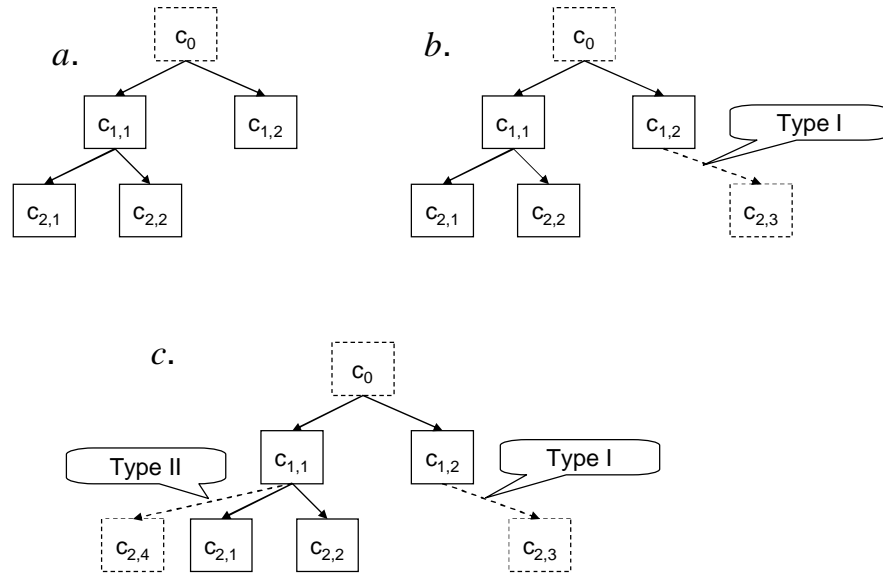 a.
c0
c1,1
c1,2
c2,1
c2,2
b.
c0
c1,1
c1,2
Type I
c2,1
c2,2
c2,3
c.
c0
Type II
c1,1
c1,2
Type I
c2,4
c2,1
c2,2
c2,3